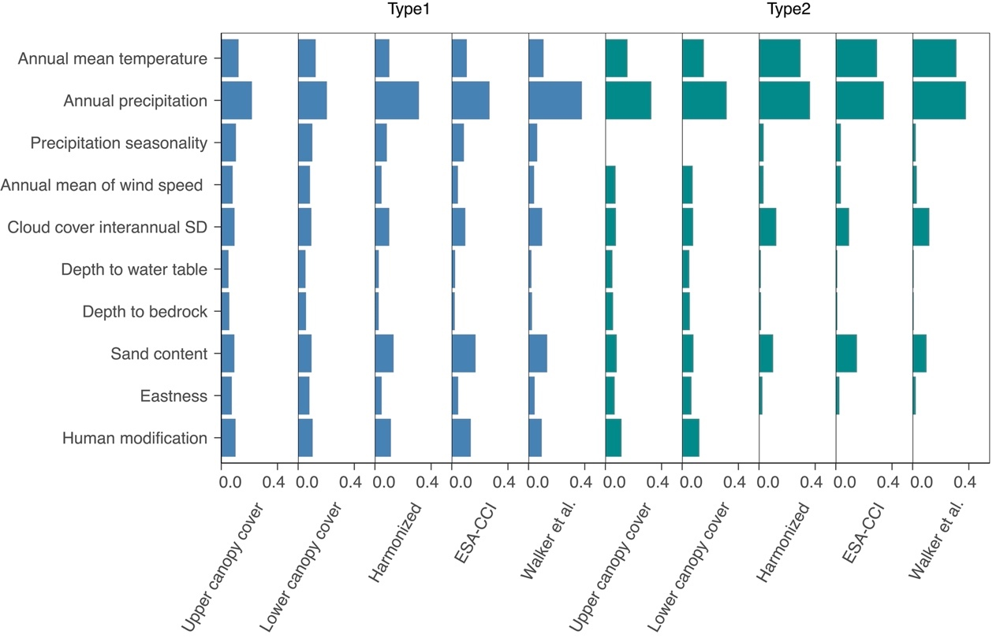 Type1 Type2
Annual mean temperature
Annual precipitation
Precipitation seasonality
Annual mean of wind speed
Cloud cover interannual SD
Depth to water table
Depth to bedrock
Sand content
Eastness
Human modification
0.0 0.4 0.0 0.4 0.0 0.4 0.0 0.4 0.0 0.4 0.0 0.4 0.0 0.4 0.0 0.4 0.0 0.4 0.0 0.4
Upper canopy cover
Lower canopy cover
Harmonized
ESA-CCI
Walker et al.
Upper canopy cover
Lower canopy cover
Harmonized
ESA-CCI
Walker et al.